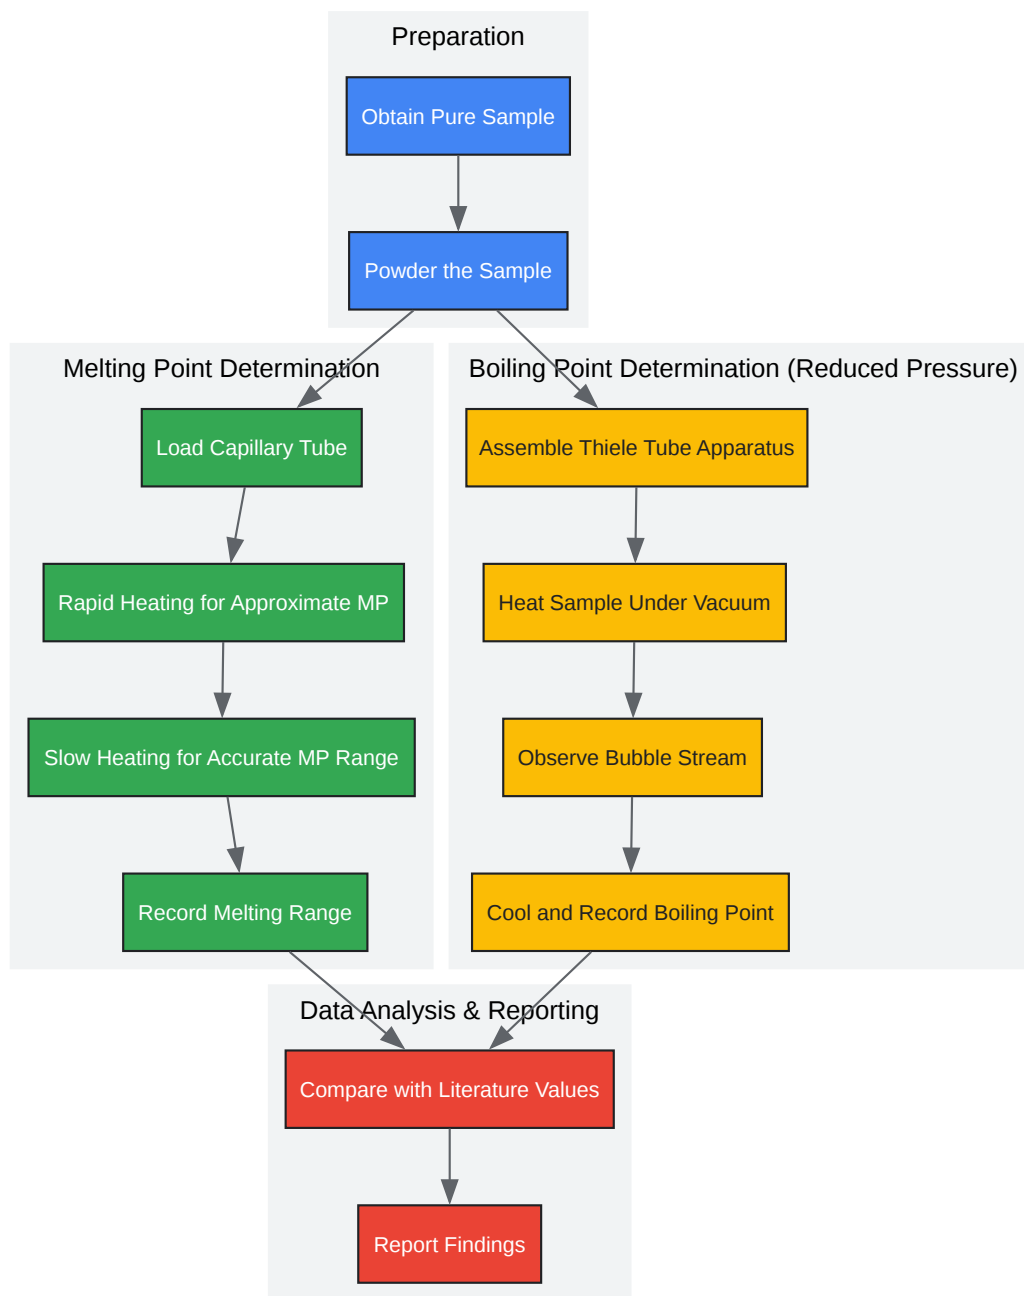 Preparation
Obtain Pure Sample
Powder the Sample
Melting Point Determination
Load Capillary Tube
Rapid Heating for Approximate MP
Slow Heating for Accurate MP Range
Record Melting Range
Boiling Point Determination (Reduced Pressure)
Assemble Thiele Tube Apparatus
Heat Sample Under Vacuum
Observe Bubble Stream
Cool and Record Boiling Point
Data Analysis & Reporting
Compare with Literature Values
Report Findings